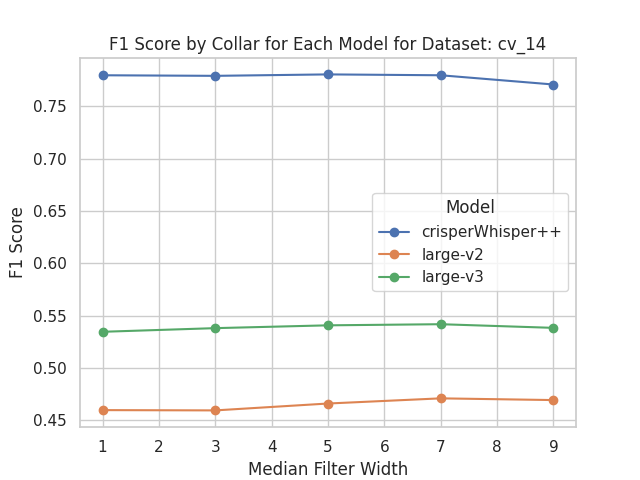 F1 Score by Collar for Each Model for Dataset: cv_14
F1 Score
0.75
0.70
0.65
0.60
0.55
0.50
0.45
Model
crisperWhisper++
large-v2
large-v3
1 2 3 4 5 6 7 8 9
Median Filter Width